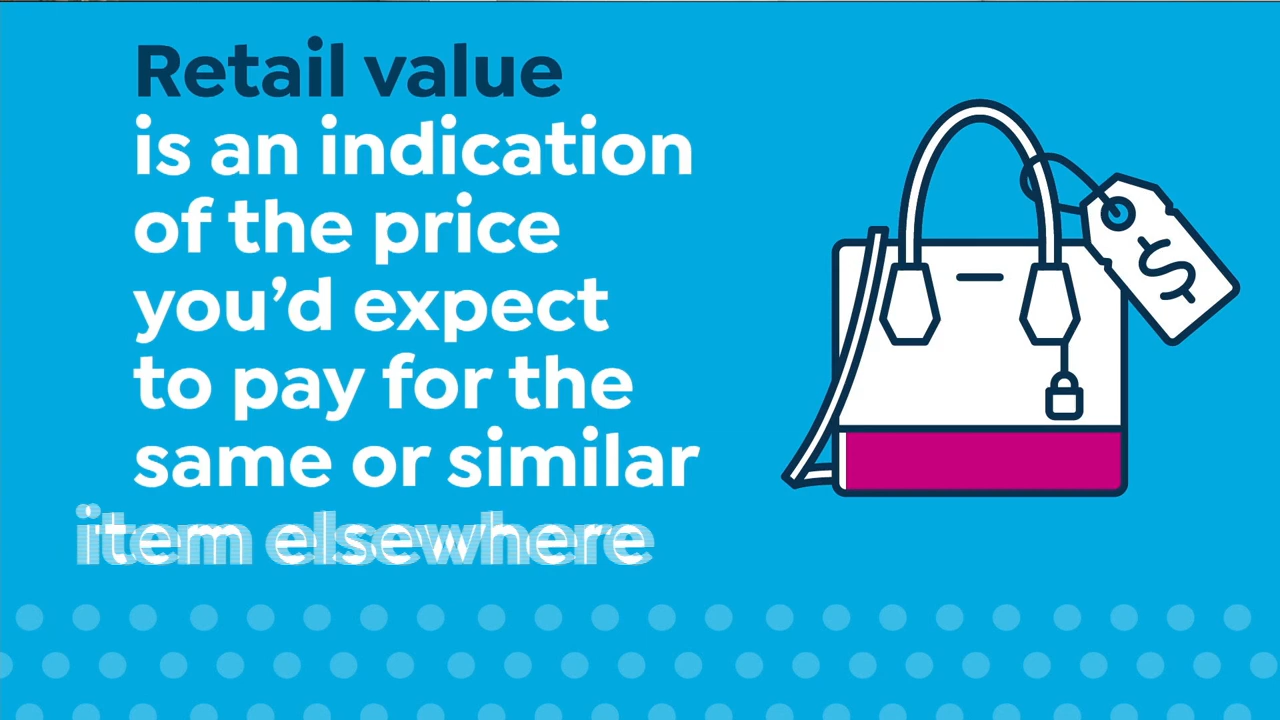 Retail value
is an indication
of the price
you’d expect
to pay for the
same or similar
item elsewhere
$